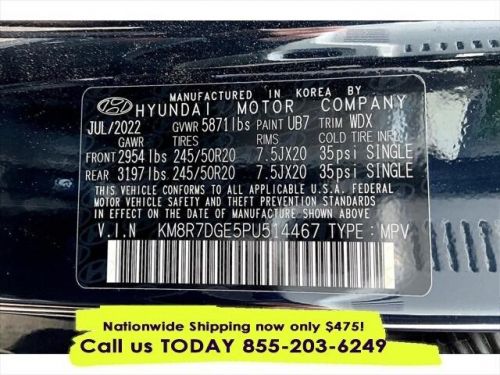 MANUFACTURED IN KOREA BY
HYUNDAI MOTOR COMPANY
JUL/2022 GVWR 5871lbs PAINT UB7 TRIM WDX
GAWR TIRES RIMS COLD TIRE INFL
FRONT 2954lbs 245/50R20 7.5JX20 35psi SINGLE
REAR 3197lbs 245/50R20 7.5JX20 35psi SINGLE
THIS VEHICLE CONFORMS TO ALL APPLICABLE U.S.A. FEDERAL
MOTOR VEHICLE SAFETY AND THEFT PREVENTION STANDARDS
IN EFFECT ON THE DATE OF MANUFACTURE SHOWN ABOVE.
V.I.N KM8R7DGE5PU514467 TYPE : MPV
Nationwide Shipping now only $475!
Call us TODAY 855-203-6249